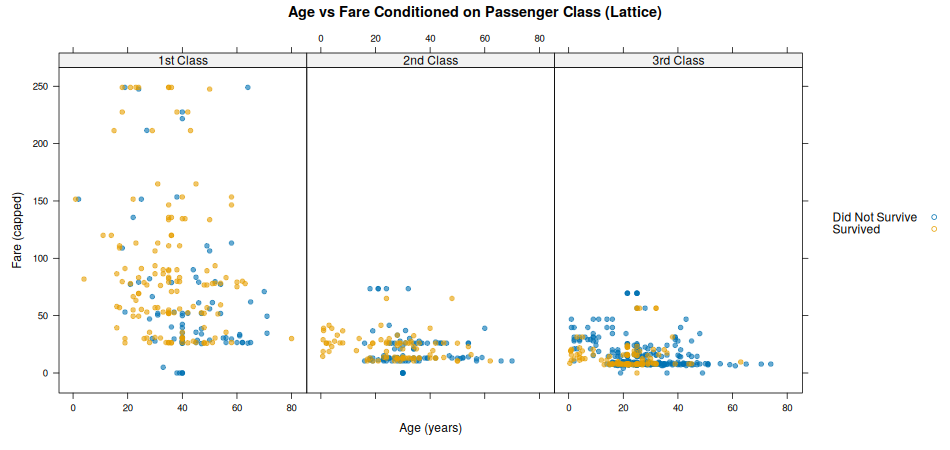 Age vs Fare Conditioned on Passenger Class (Lattice)
0 20 40 60 80
1st Class 2nd Class 3rd Class
250
200
150
100
50
0
Fare (capped)
0 20 40 60 80 0 20 40 60 80
Age (years)
Did Not Survive
Survived